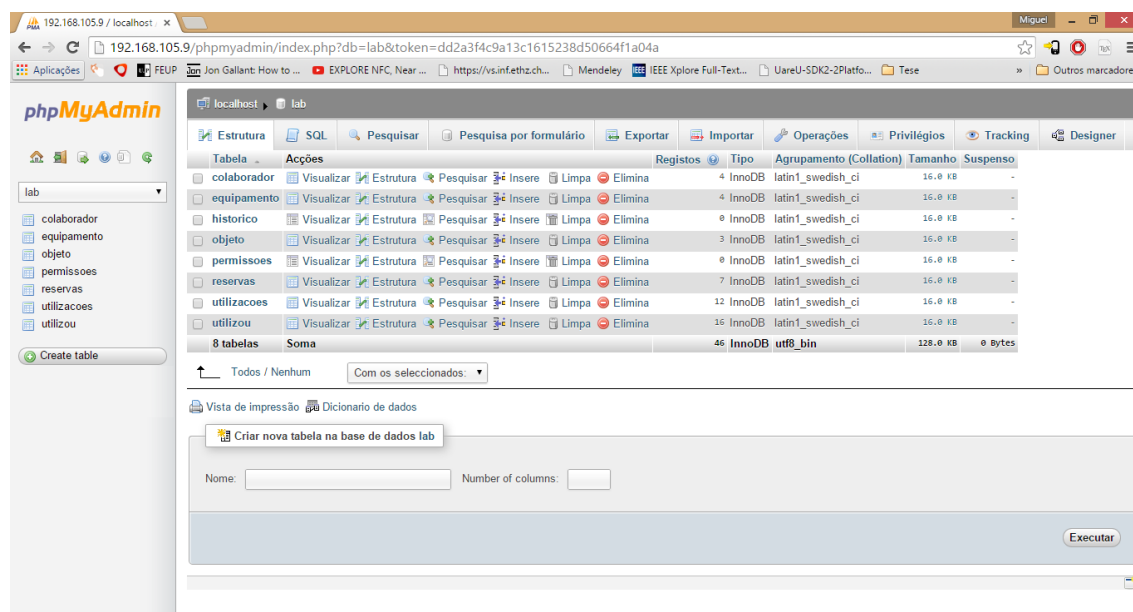 192.168.105.9 / localhost /
Miguel
192.168.105.9/phpmyadmin/index.php?db=lab&token=dd2a3f4c9a13c1615238d50664f1a04a
Aplicações
FEUP
Jon Gallant: How to ...
EXPLORE NFC, Near ...
https://vs.inf.ethz.ch...
Mendeley
IEEE Xplore Full-Text...
UareU-SDK2-2Platfo...
Tese
»
Outros marcadore
phpMyAdmin
lab
colaborador
equipamento
objeto
permissoes
reservas
utilizacoes
utilizou
Create table
localhost
lab
Estrutura SQL Pesquisar Pesquisa por formulário Exportar Importar Operações Privilégios Tracking Designer
Tabela Acções Registos Tipo Agrupamento (Collation) Tamanho Suspenso
colaborador Visualizar Estrutura Pesquisar Insere Limpa Elimina 4 InnoDB latin1_swedish_ci 16.0 KB -
equipamento Visualizar Estrutura Pesquisar Insere Limpa Elimina 4 InnoDB latin1_swedish_ci 16.0 KB -
historico Visualizar Estrutura Pesquisar Insere Limpa Elimina 0 InnoDB latin1_swedish_ci 16.0 KB -
objeto Visualizar Estrutura Pesquisar Insere Limpa Elimina 3 InnoDB latin1_swedish_ci 16.0 KB -
permissoes Visualizar Estrutura Pesquisar Insere Limpa Elimina 0 InnoDB latin1_swedish_ci 16.0 KB -
reservas Visualizar Estrutura Pesquisar Insere Limpa Elimina 7 InnoDB latin1_swedish_ci 16.0 KB -
utilizacoes Visualizar Estrutura Pesquisar Insere Limpa Elimina 12 InnoDB latin1_swedish_ci 16.0 KB -
utilizou Visualizar Estrutura Pesquisar Insere Limpa Elimina 16 InnoDB latin1_swedish_ci 16.0 KB -
8 tabelas Soma 46 InnoDB utf8_bin 128.0 KB 0 Bytes
Todos / Nenhum Com os seleccionados:
Vista de impressão Dicionario de dados
Criar nova tabela na base de dados lab
Nome: Number of columns:
Executar